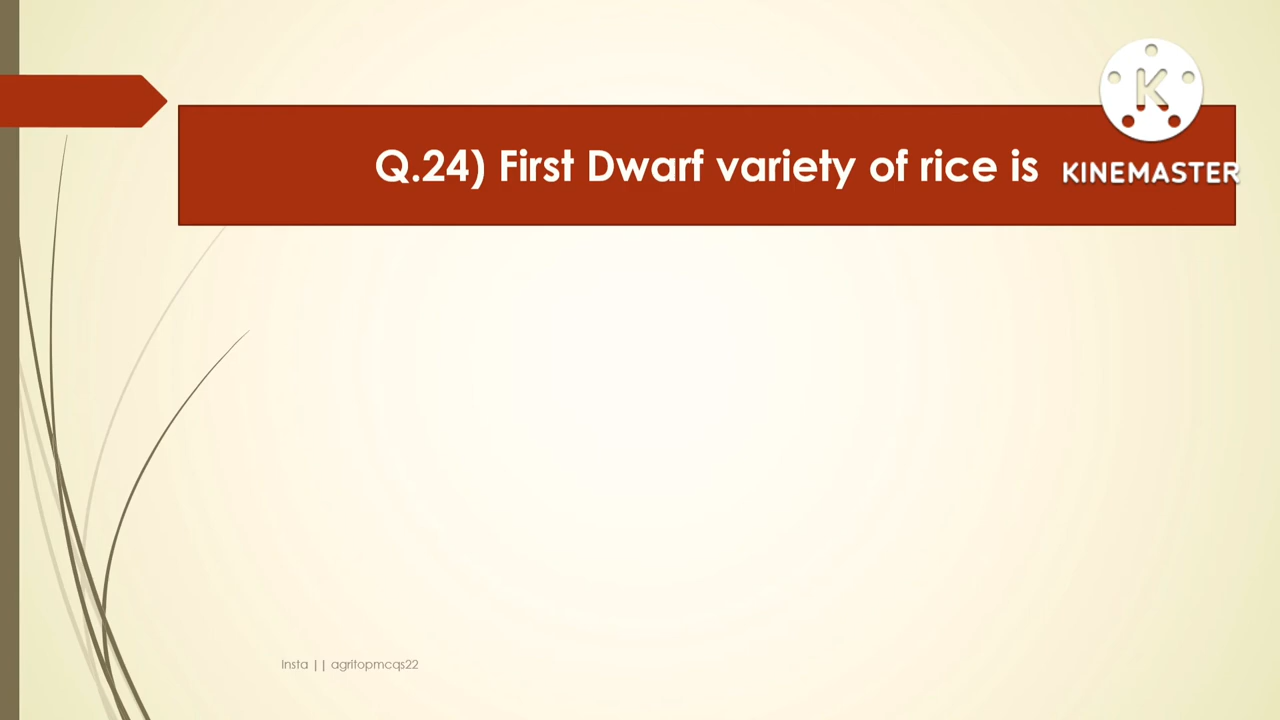 Q.24) First Dwarf variety of rice is
K
KINEMASTER
Insta || agritopmcqs22